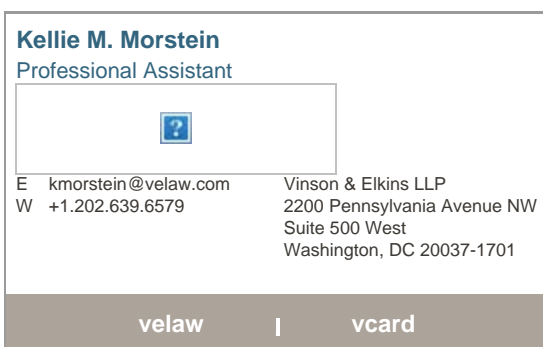 Kellie M. Morstein
Professional Assistant
?
E kmorstein@velaw.com
W +1.202.639.6579
Vinson & Elkins LLP
2200 Pennsylvania Avenue NW
Suite 500 West
Washington, DC 20037-1701
velaw | vcard